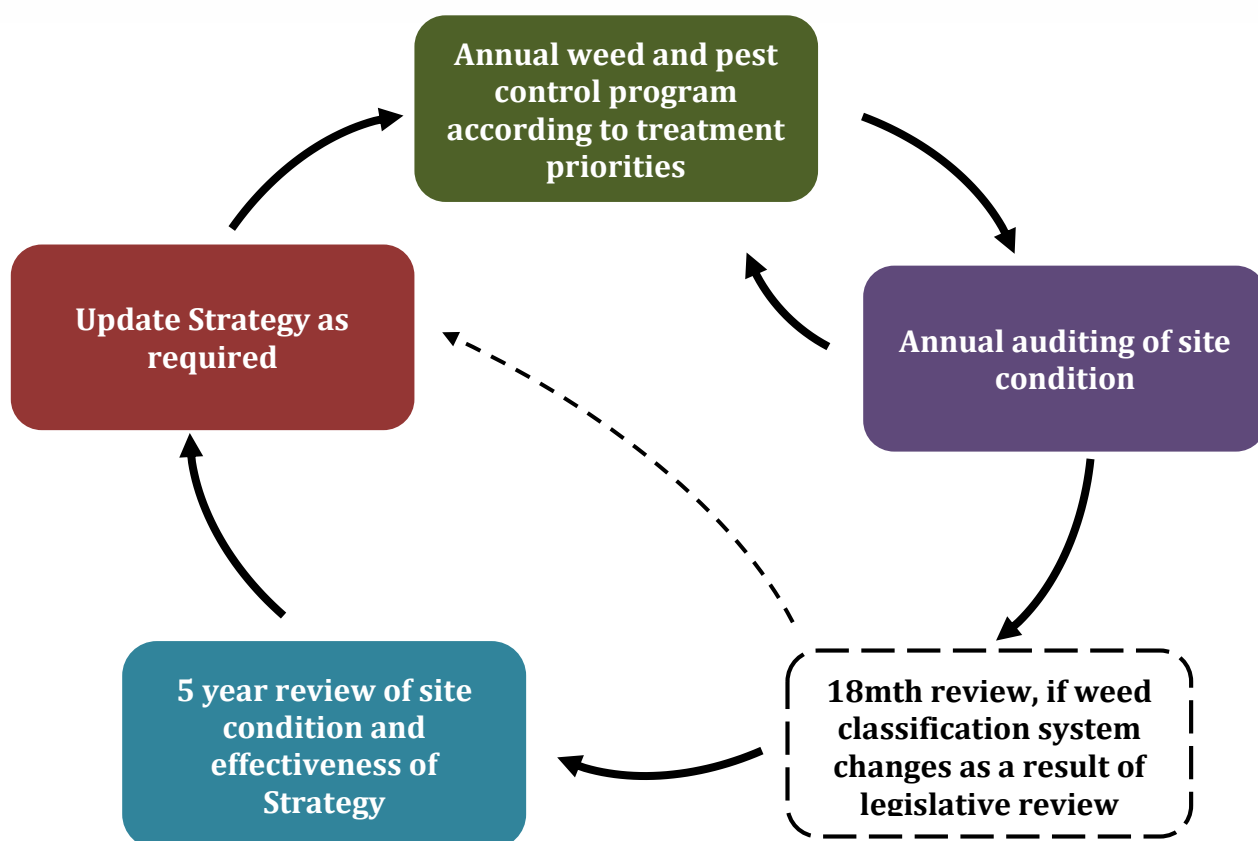 Annual weed and pest
control program
according to treatment
priorities
Annual auditing of site
condition
18mth review, if weed
classification system
changes as a result of
legislative review
5 year review of site
condition and
effectiveness of
Strategy
Update Strategy as
required